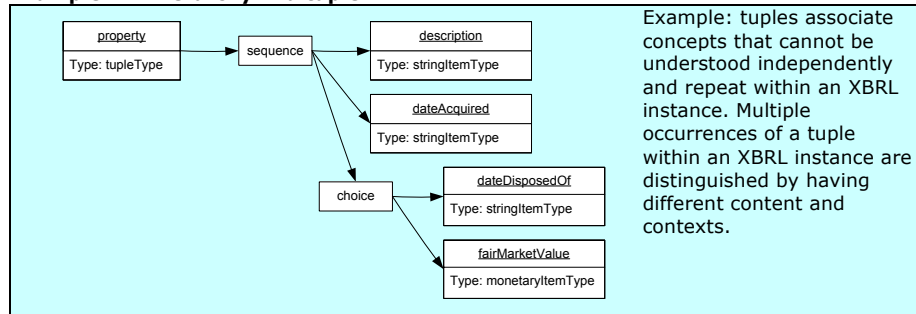 property
Type: tupleType
sequence
description
Type: stringItemType
dateAcquired
Type: stringItemType
choice
dateDisposedOf
Type: stringItemType
fairMarketValue
Type: monetaryItemType
Example: tuples associate
concepts that cannot be
understood independently
and repeat within an XBRL
instance. Multiple
occurrences of a tuple
within an XBRL instance are
distinguished by having
different content and
contexts.